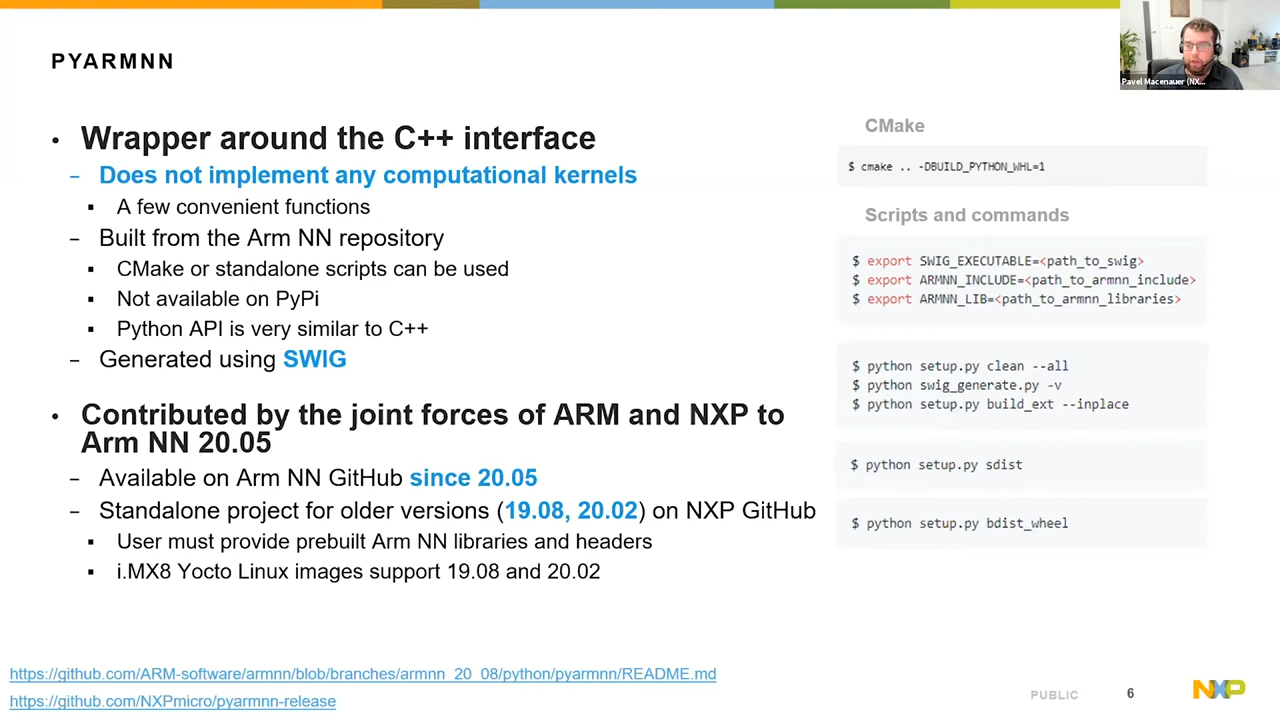 PYARMNN
Pavel Macenauer (NX...
• Wrapper around the C++ interface
– Does not implement any computational kernels
▪ A few convenient functions
– Built from the Arm NN repository
▪ CMake or standalone scripts can be used
▪ Not available on PyPi
▪ Python API is very similar to C++
– Generated using SWIG
• Contributed by the joint forces of ARM and NXP to
Arm NN 20.05
– Available on Arm NN GitHub since 20.05
– Standalone project for older versions (19.08, 20.02) on NXP GitHub
▪ User must provide prebuilt Arm NN libraries and headers
▪ i.MX8 Yocto Linux images support 19.08 and 20.02
CMake
$ cmake .. -DBUILD_PYTHON_WHL=1
Scripts and commands
$ export SWIG_EXECUTABLE=<path_to_swig>
$ export ARMNN_INCLUDE=<path_to_armnn_include>
$ export ARMNN_LIB=<path_to_armnn_libraries>
$ python setup.py clean --all
$ python swig_generate.py -v
$ python setup.py build_ext --inplace
$ python setup.py sdist
$ python setup.py bdist_wheel
https://github.com/ARM-software/armnn/blob/branches/armnn_20_08/python/pyarmnn/README.md
https://github.com/NXPmicro/pyarmnn-release
PUBLIC
6
NXP